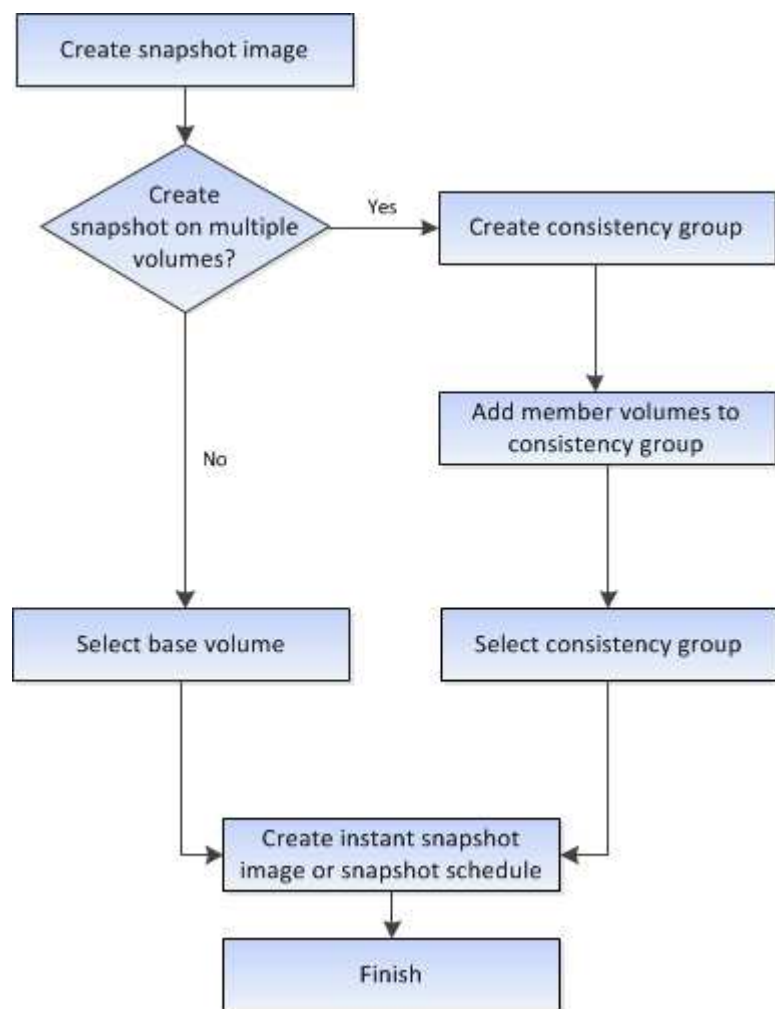 Create snapshot image
Create
snapshot on multiple
volumes?
Yes
Create consistency group
Add member volumes to
consistency group
No
Select base volume
Select consistency group
Create instant snapshot
image or snapshot schedule
Finish